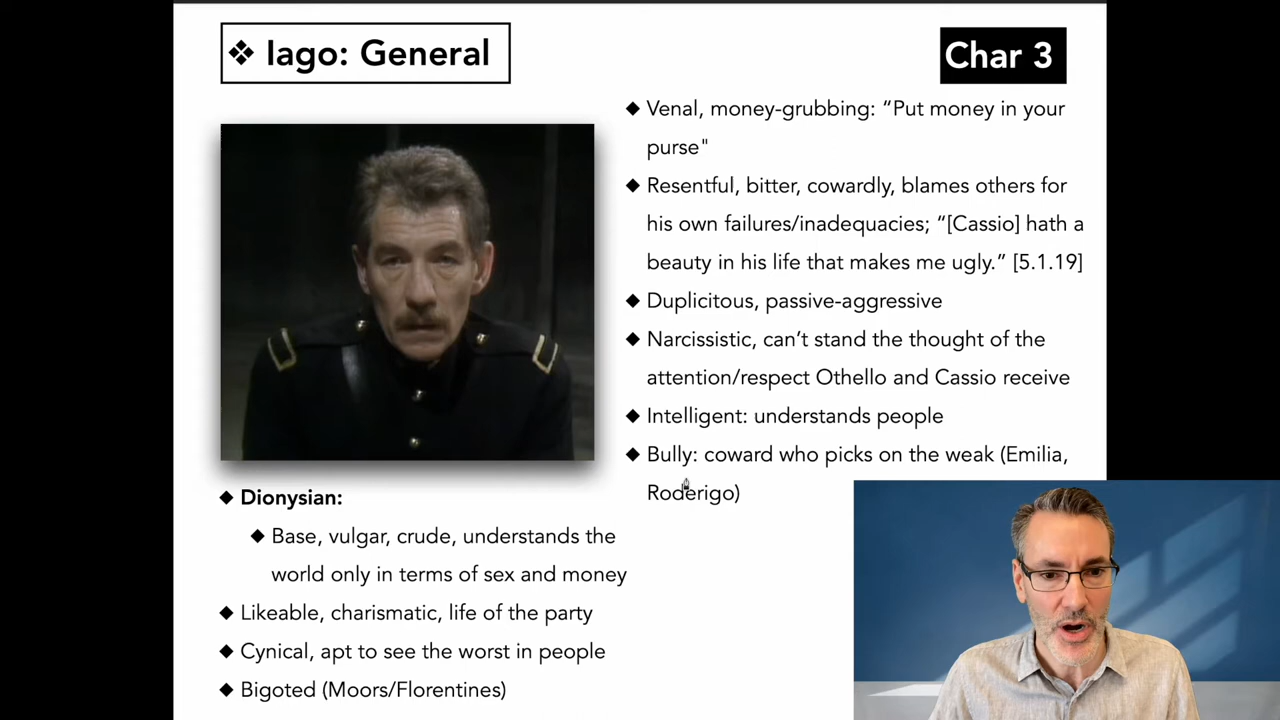 ❖ Iago: General
Char 3
◆ Venal, money-grubbing: “Put money in your
purse"
◆ Resentful, bitter, cowardly, blames others for
his own failures/inadequacies; “[Cassio] hath a
beauty in his life that makes me ugly.” [5.1.19]
◆ Duplicitous, passive-aggressive
◆ Narcissistic, can’t stand the thought of the
attention/respect Othello and Cassio receive
◆ Intelligent: understands people
◆ Bully: coward who picks on the weak (Emilia,
Roderigo)
◆ Dionysian:
◆ Base, vulgar, crude, understands the
world only in terms of sex and money
◆ Likeable, charismatic, life of the party
◆ Cynical, apt to see the worst in people
◆ Bigoted (Moors/Florentines)